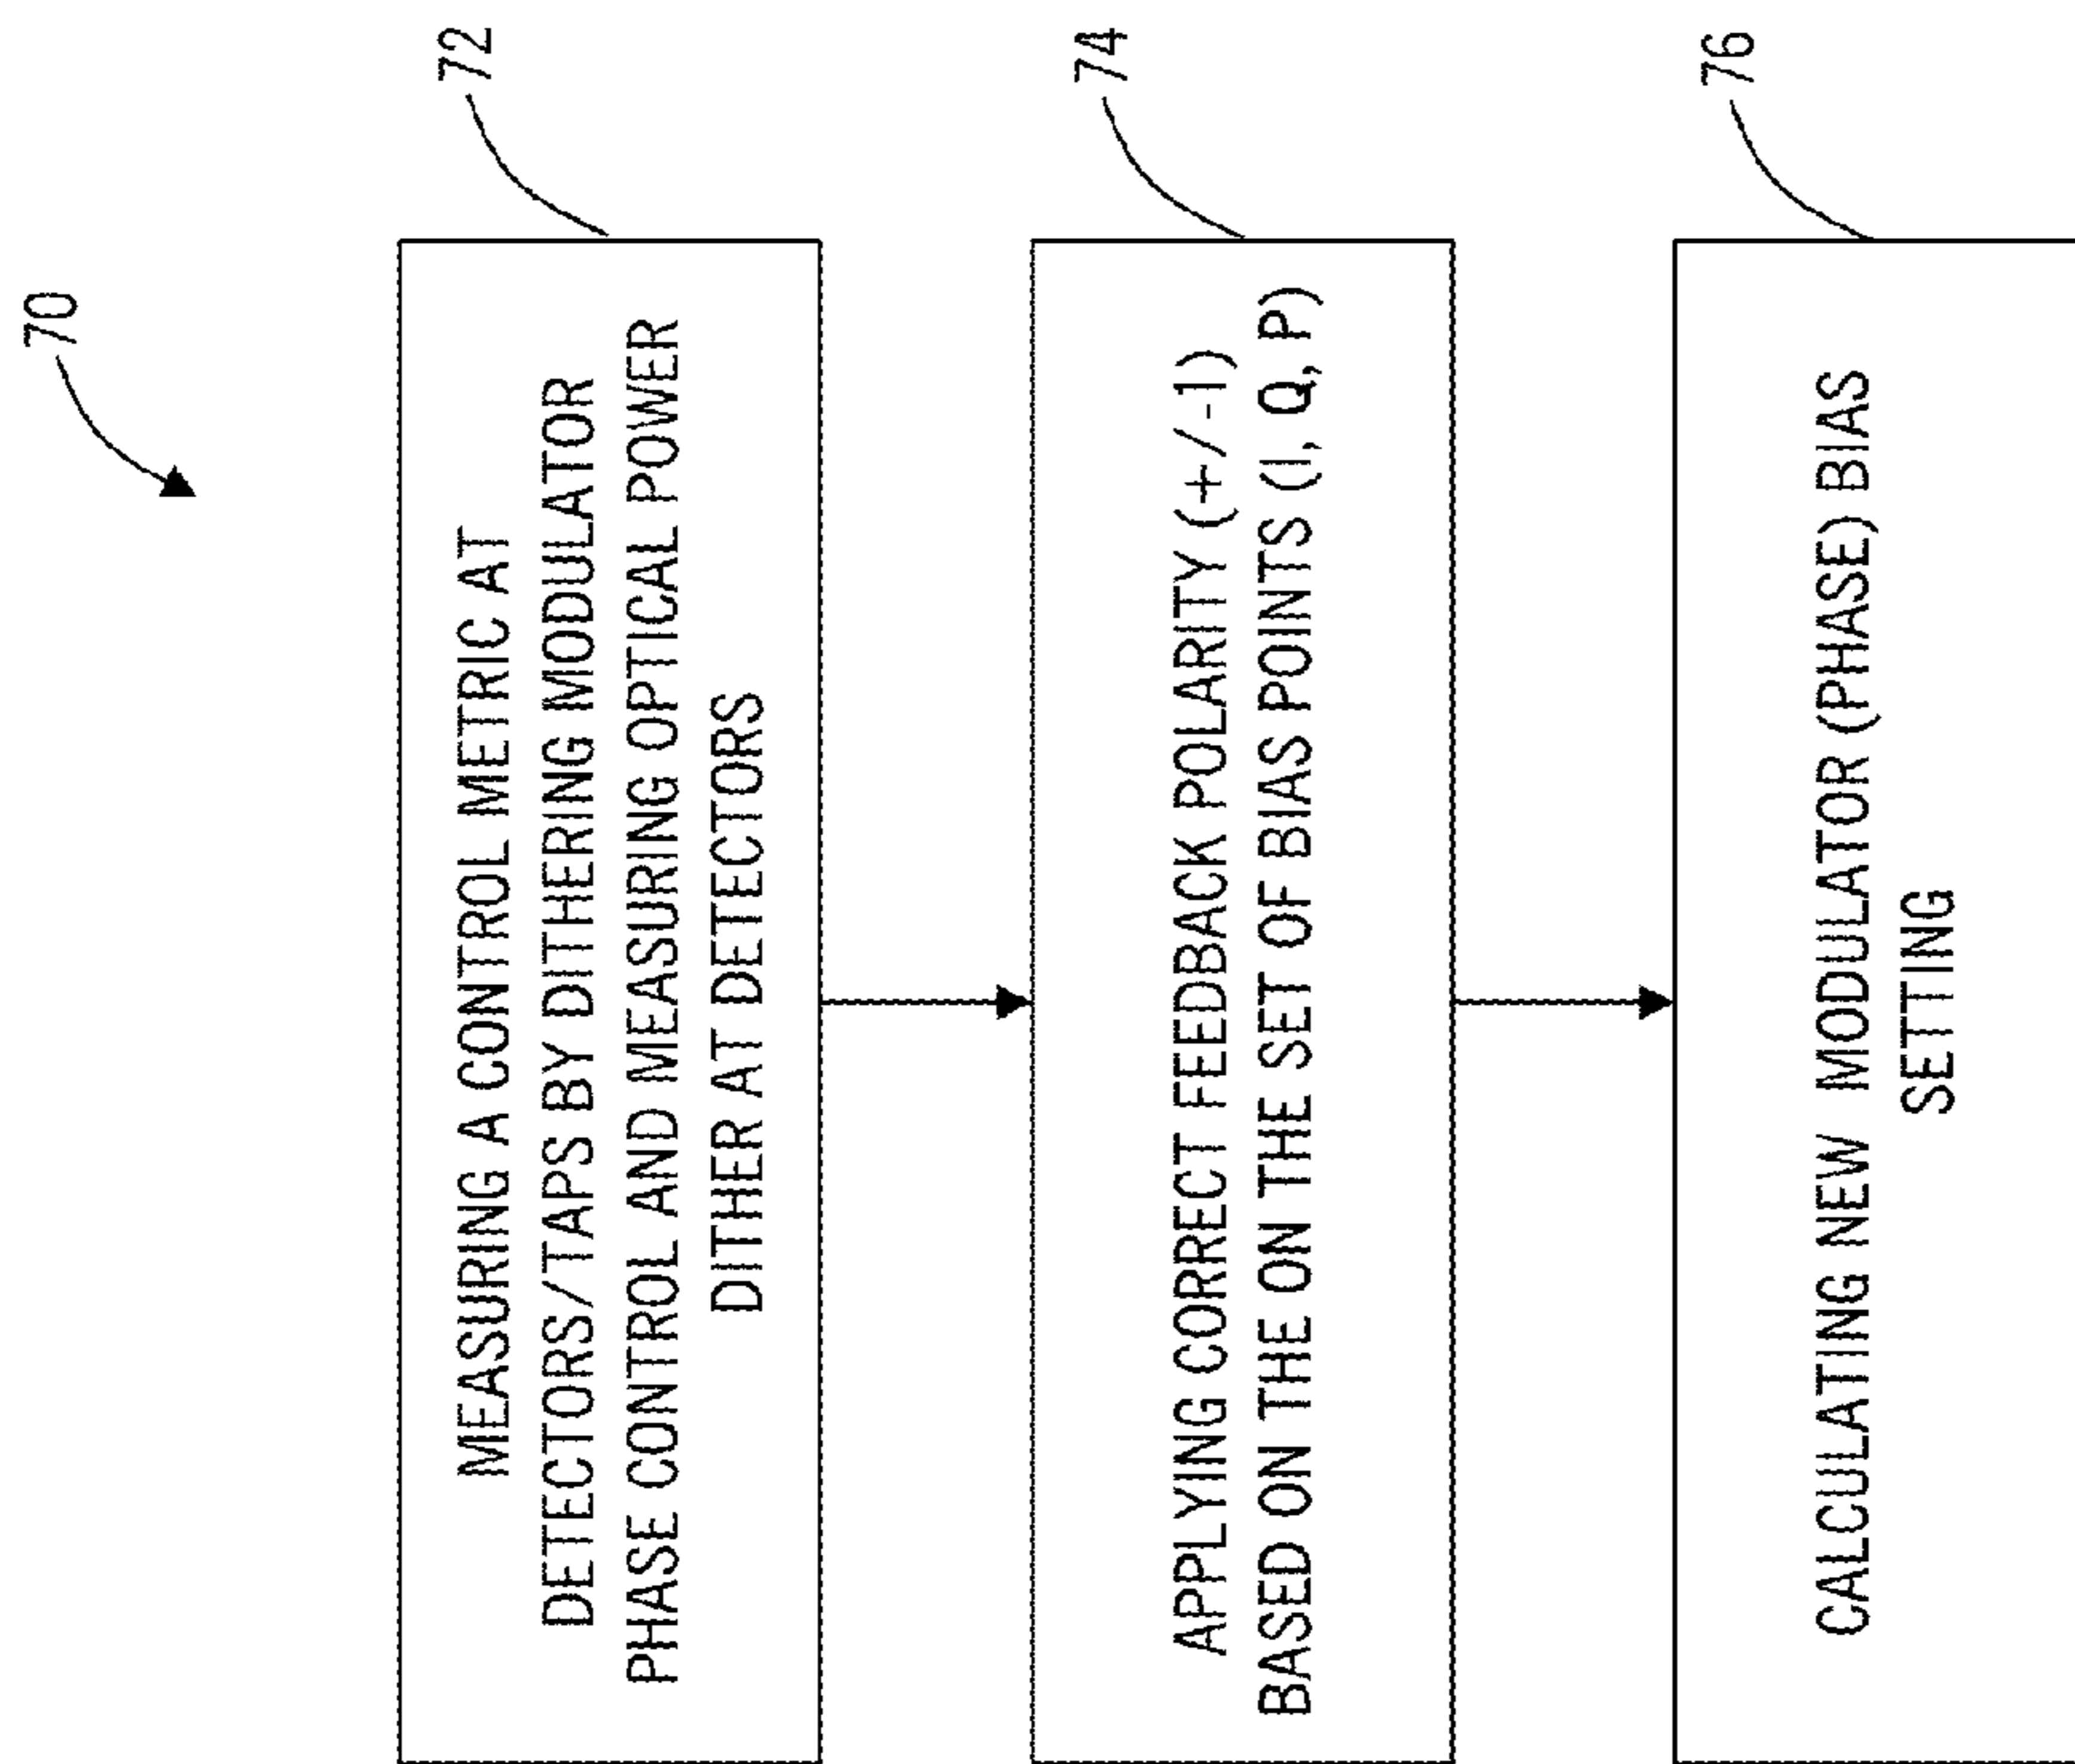 70
72
MEASURING A CONTROL METRIC AT
DETECTORS/TAPS BY DITHERING MODULATOR
PHASE CONTROL AND MEASURING OPTICAL POWER
DITHER AT DETECTORS
74
APPLYING CORRECT FEEDBACK POLARITY (+/-1)
BASED ON THE ON THE SET OF BIAS POINTS (I, Q, P)
76
CALCULATING NEW MODULATOR (PHASE) BIAS
SETTING